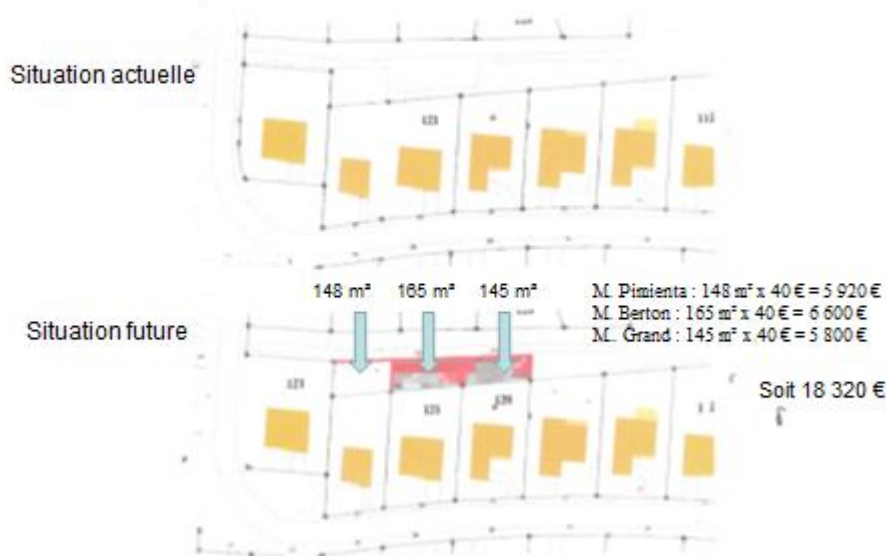 Situation actuelle
121
148 m² 165 m² 145 m²
M. Pimienta : 148 m² x 40 € = 5 920 €
M. Berton : 165 m² x 40 € = 6 600 €
M.. Grand : 145 m² x 40 € = 5 800 €
Situation future
Soit 18 320 €